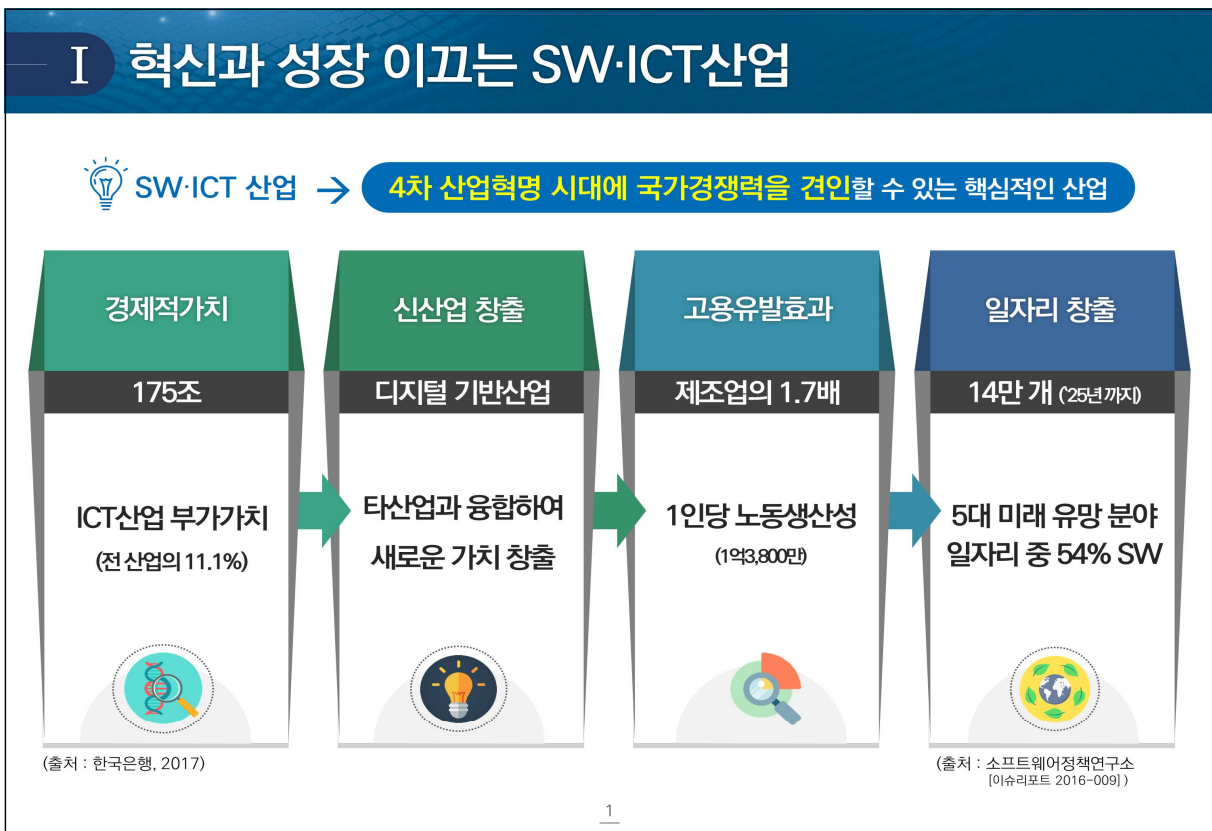 I 혁신과 성장 이끄는 SW·ICT산업
SW·ICT 산업 → 4차 산업혁명 시대에 국가경쟁력을 견인할 수 있는 핵심적인 산업
경제적가치
175조
ICT산업 부가가치
(전 산업의 11.1%)
(출처 : 한국은행, 2017)
신산업 창출
디지털 기반산업
타산업과 융합하여
새로운 가치 창출
고용유발효과
제조업의 1.7배
1인당 노동생산성
(1억3,800만)
일자리 창출
14만 개 ('25년 까지)
5대 미래 유망 분야
일자리 중 54% SW
(출처 : 소프트웨어정책연구소
[이슈리포트 2016-009] )
1